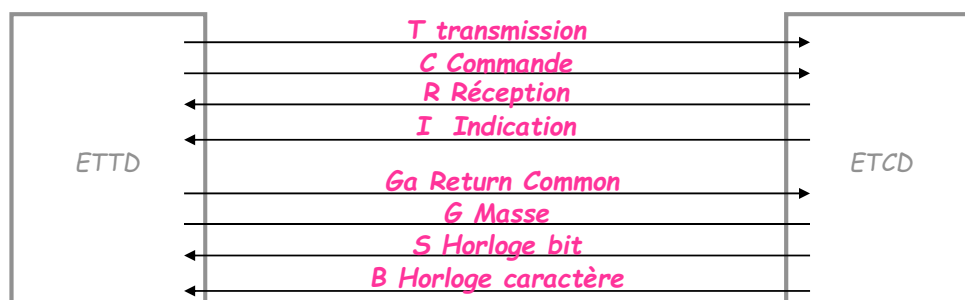 T transmission
C Commande
R Réception
I Indication
ETTD
ETCD
Ga Return Common
G Masse
S Horloge bit
B Horloge caractère